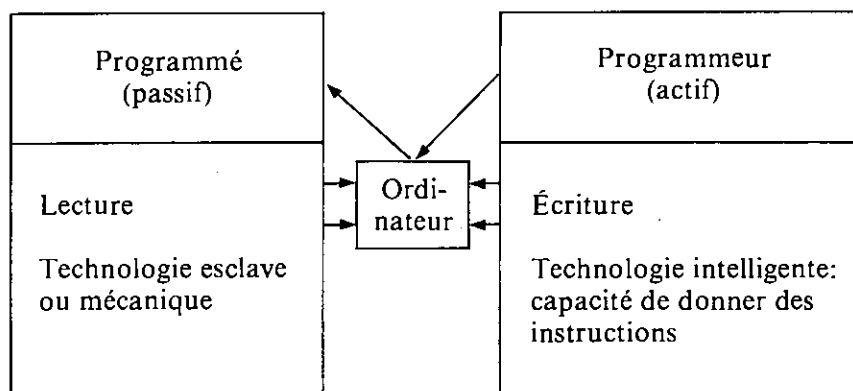 Programmé
(passif)
Lecture
Technologie esclave
ou mécanique
Ordi-
nateur
Programmeur
(actif)
Écriture
Technologie intelligente:
capacité de donner des
instructions